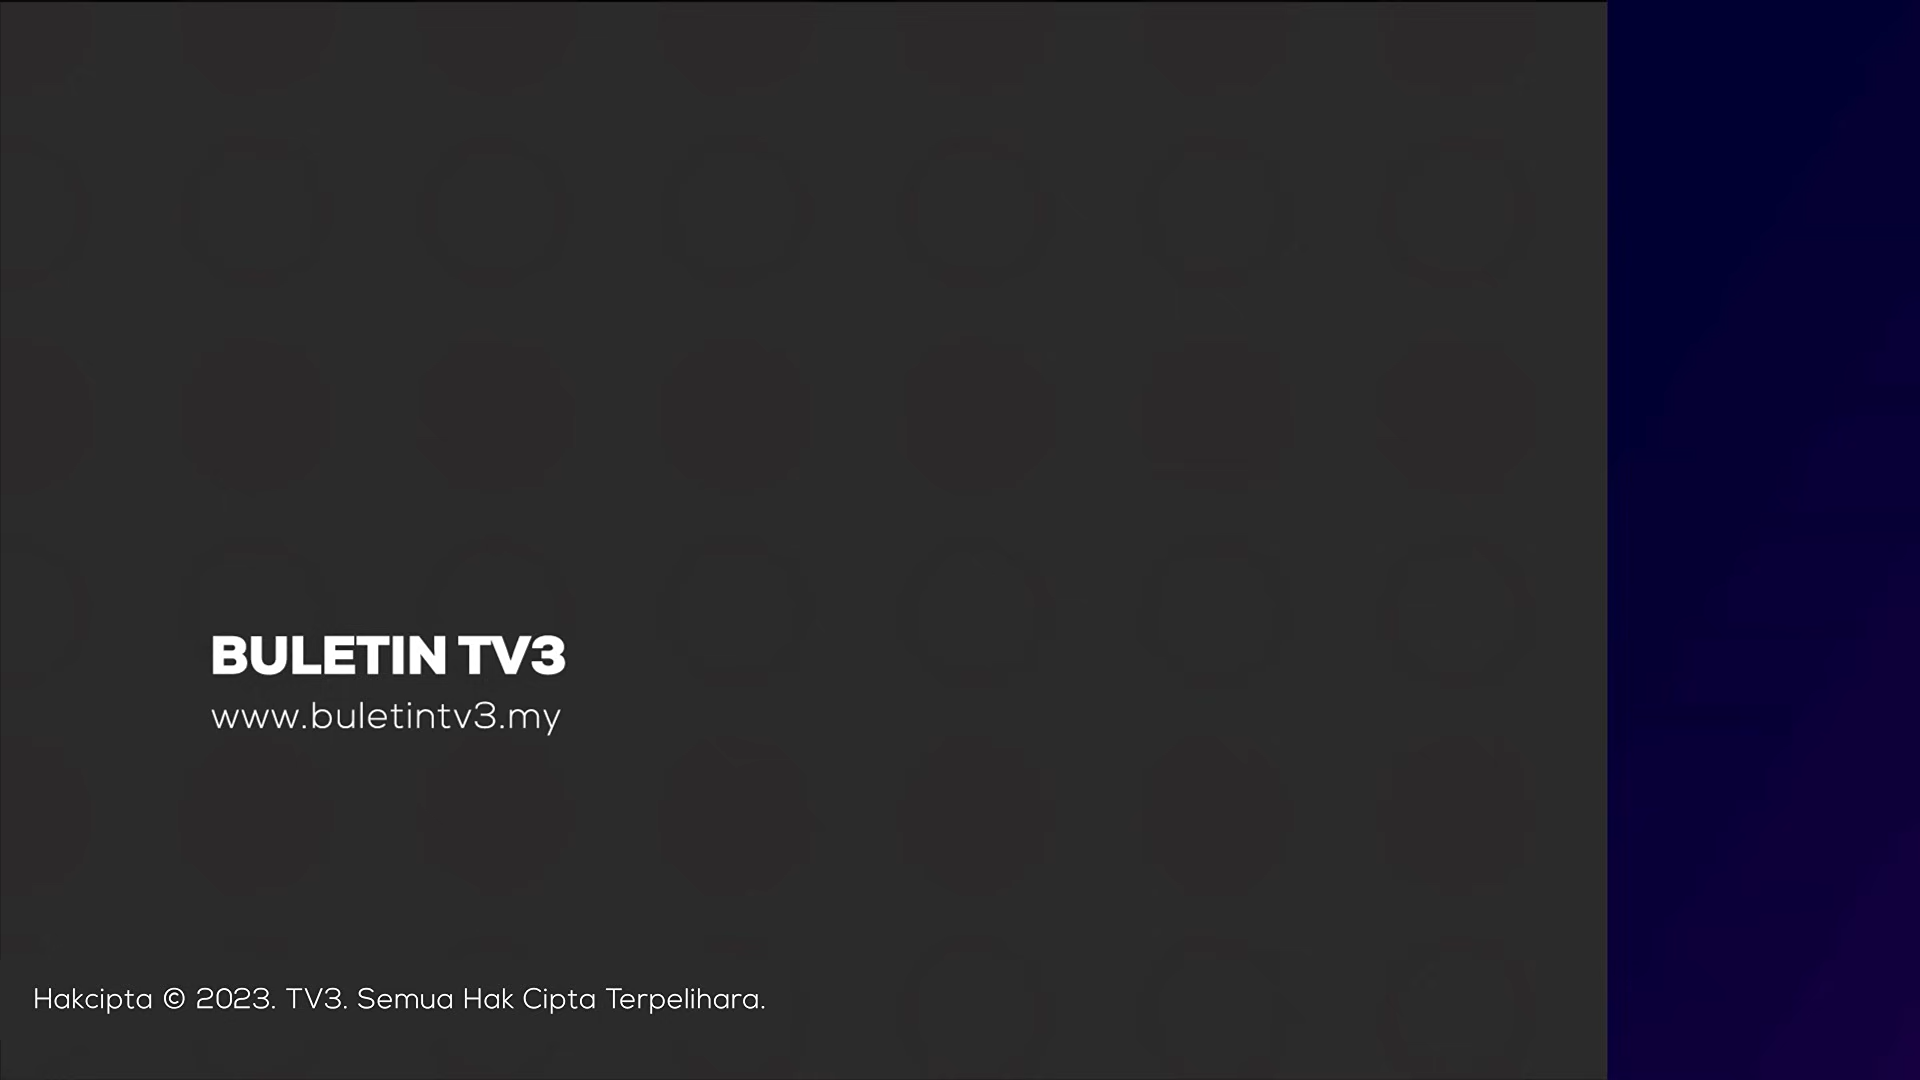 BULETIN TV3
www.buletintv3.my
Hakcipta © 2023. TV3. Semua Hak Cipta Terpelihara.